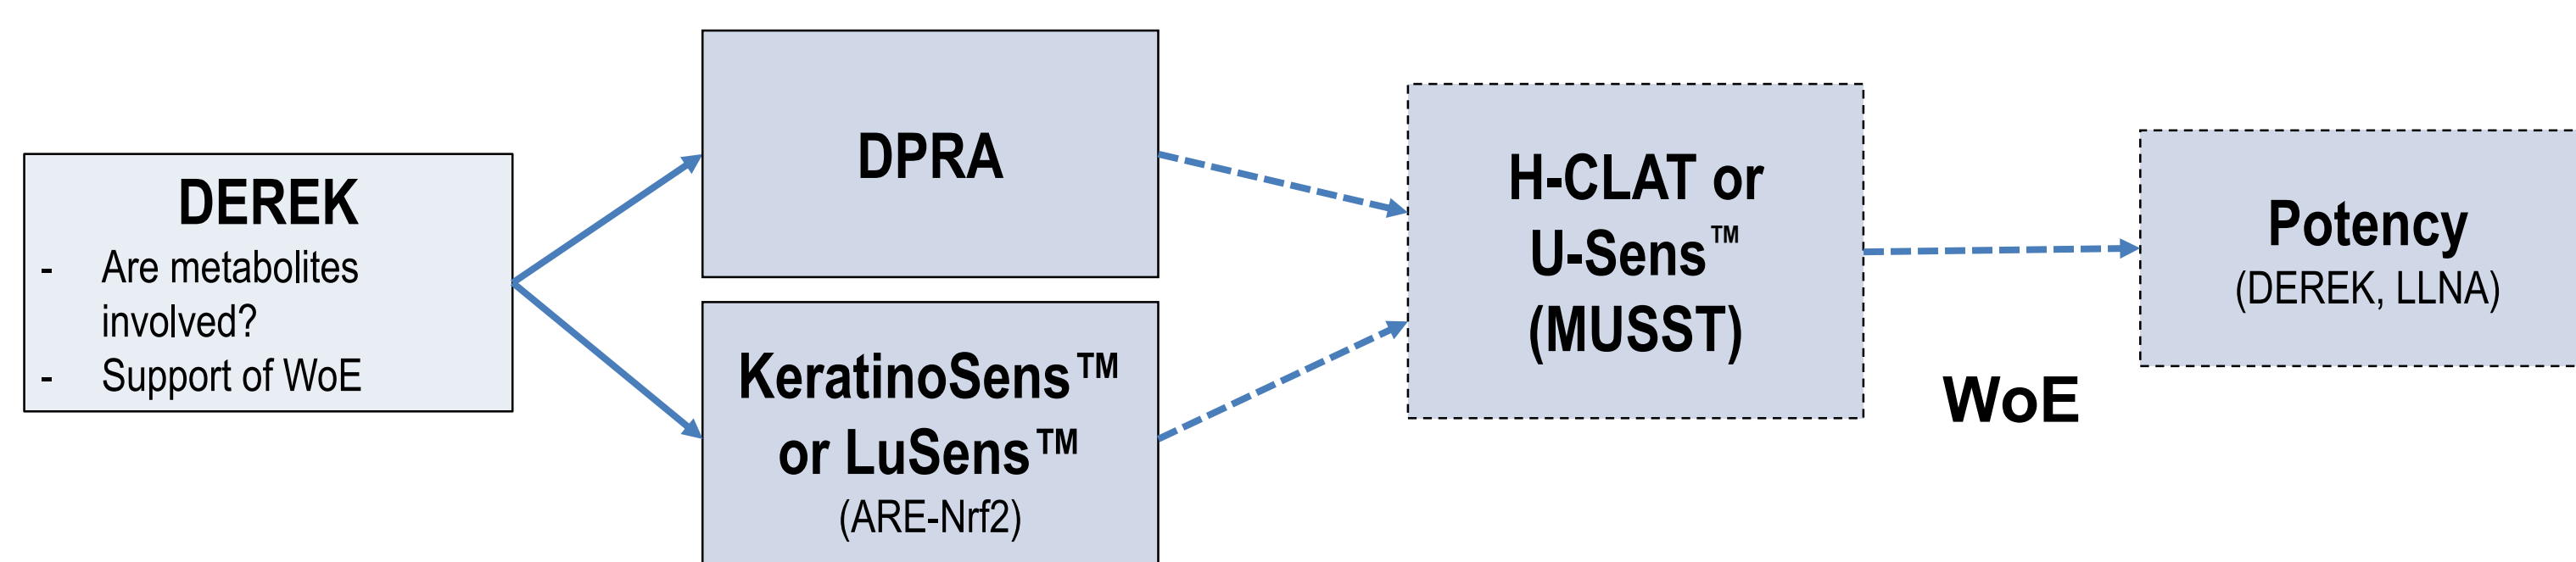 DEREK
- Are metabolites
involved?
- Support of WoE
DPRA
KeratinoSens™
or LuSens™
(ARE-Nrf2)
H-CLAT or
U-Sens™
(MUSST)
WoE
Potency
(DEREK, LLNA)